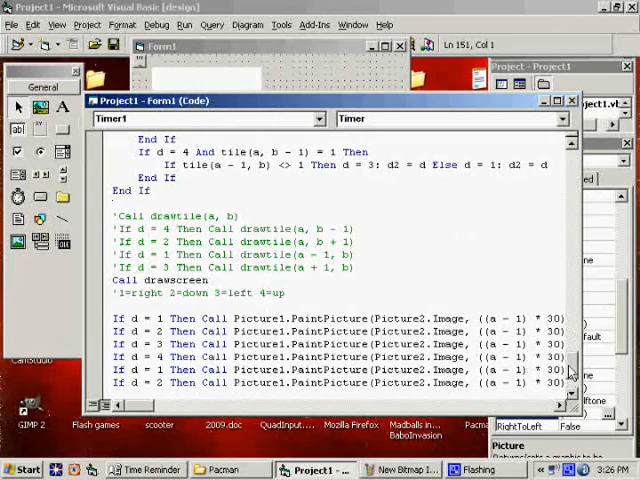 Project1 - Microsoft Visual Basic [design]
File Edit View Project Format Debug Run Query Diagram Tools Add-Ins Window Help
Ln 151, Col 1
Form1
General
Project - Project1
Project1 - Form1 (Code)
Timer1
Timer
End If
If d = 4 And tile(a, b - 1) = 1 Then
If tile(a - 1, b) <> 1 Then d = 3: d2 = d Else d = 1: d2 = d
End If
End If
'Call drawtile(a, b)
'If d = 4 Then Call drawtile(a, b - 1)
'If d = 2 Then Call drawtile(a, b + 1)
'If d = 1 Then Call drawtile(a - 1, b)
'If d = 3 Then Call drawtile(a + 1, b)
Call drawscreen
'1=right 2=down 3=left 4=up
If d = 1 Then Call Picture1.PaintPicture(Picture2.Image, ((a - 1) * 30)
If d = 2 Then Call Picture1.PaintPicture(Picture2.Image, ((a - 1) * 30)
If d = 3 Then Call Picture1.PaintPicture(Picture2.Image, ((a - 1) * 30)
If d = 4 Then Call Picture1.PaintPicture(Picture2.Image, ((a - 1) * 30)
If d = 1 Then Call Picture1.PaintPicture(Picture2.Image, ((a - 1) * 30)
If d = 2 Then Call Picture1.PaintPicture(Picture2.Image, ((a - 1) * 30)
RightToLeft False
Picture
CamStudio
GIMP 2
Flash games
scooter
2009.doc
QuadInput...
Mozilla Firefox
Madballs in... BaboInvasion
Pacma
Start
Time Reminder
Pacman
Project1 - ...
New Bitmap I...
Flashing
3:26 PM